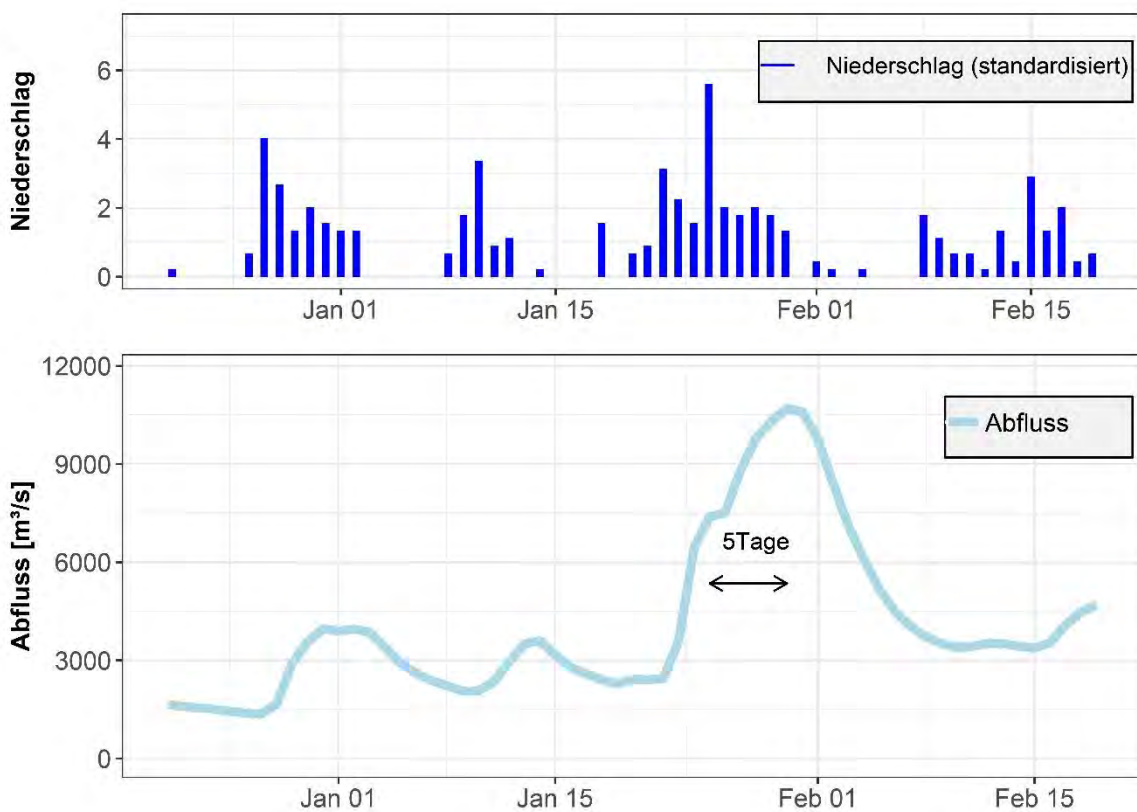 Niederschlag
6
4
2
0
Niederschlag (standardisiert)
Jan 01 Jan 15 Feb 01 Feb 15
Abfluss [m³/s]
12000
9000
6000
3000
0
Abfluss
5Tage
Jan 01 Jan 15 Feb 01 Feb 15